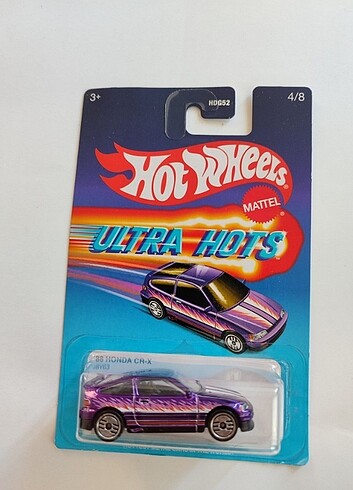 3+
HDG52
4/8
HOT WHEELS
MATTEL
ULTRA HOTS
'88 HONDA CR-X